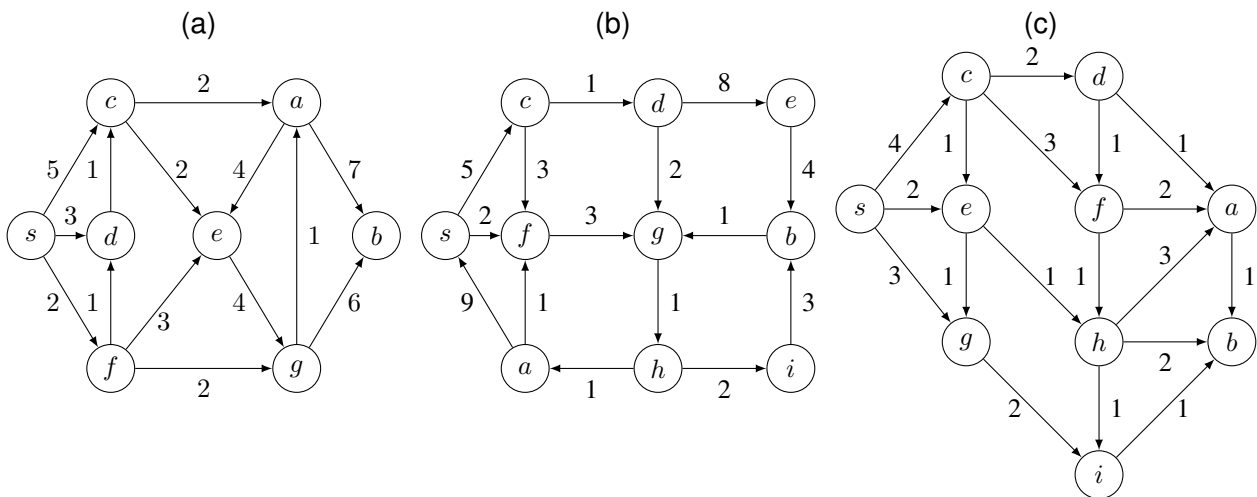 (a) (b) (c)
c 2 d
c 2 a c 1 d 8 e
4 1 3 1 1
5 1 2 4 7 5 3 2 4
s 3 d e b s 2 f 3 g 1 b s 2 e f 2 a
1
2 1 3 4 6 9 1 1 3 3 1 1 1 3 1
f 2 g a 1 h 2 i g h 2 b
2 1 1
i